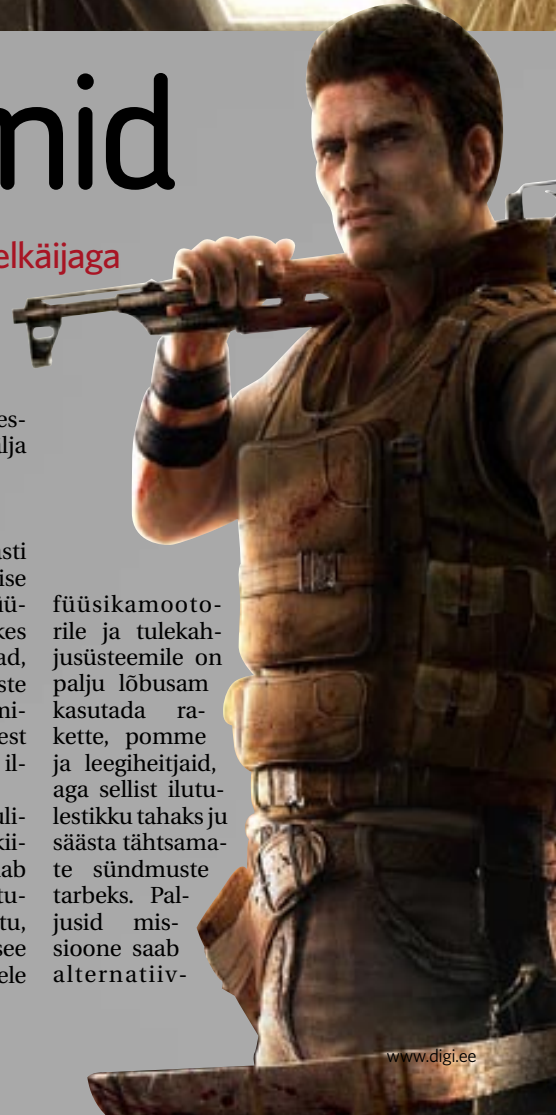 mid
elkäijaga
es-
lja
asti
ise
üü-
kes
ad,
ste
mi-
est
il-
uli-
kii-
ab
tu-
tu,
see
ele
füüsikamooto-
rile ja tulekah-
jusüsteemile on
palju lõbusam
kasutada ra-
kette, pomme
ja leegiheitjaid,
aga sellist ilutu-
lestikku tahaks ju
säästa tähtsama-
te sündmuste
tarbeks. Pal-
jusid mis-
sioone saab
alternatiiv-
www.digi.ee